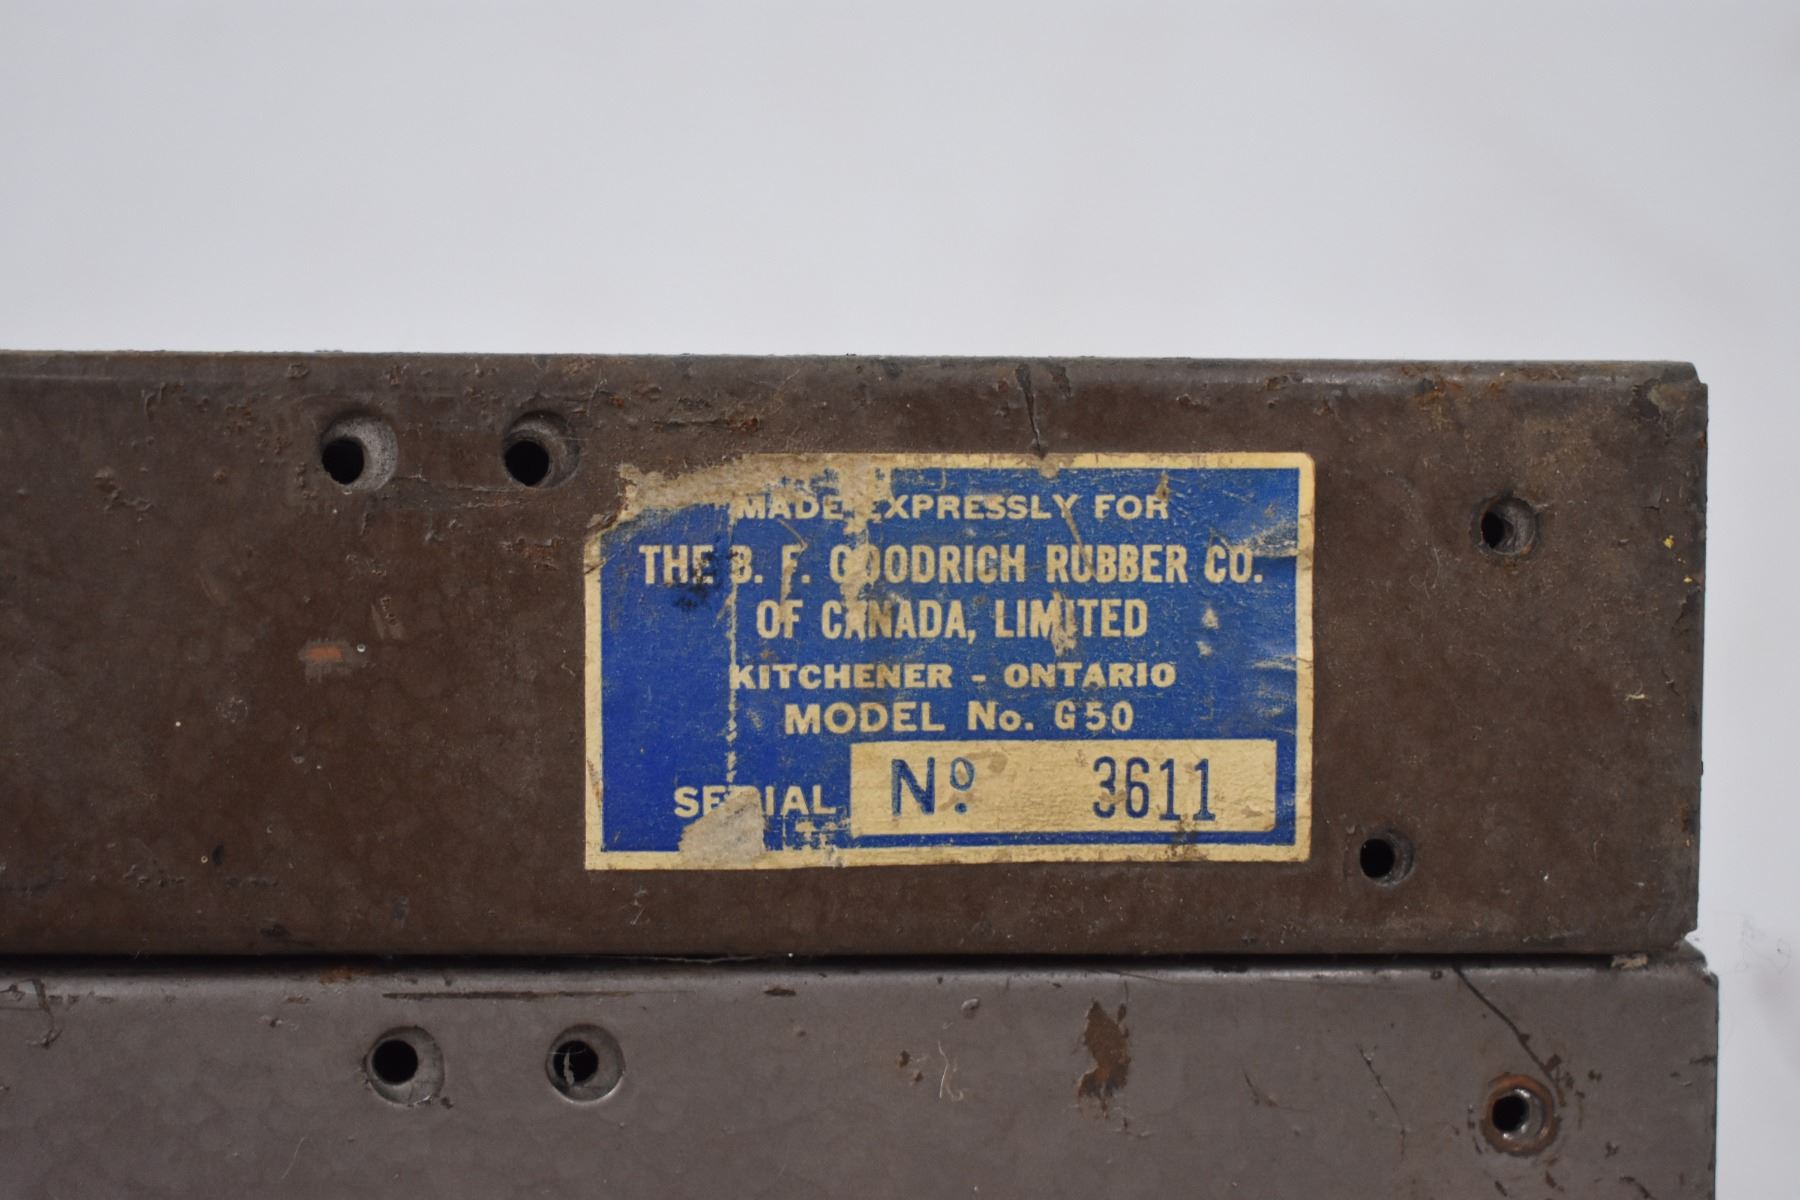 MADE EXPRESSLY FOR
THE B. F. GOODRICH RUBBER CO.
OF CANADA, LIMITED
KITCHENER - ONTARIO
MODEL No. G50
SERIAL Nº 3611